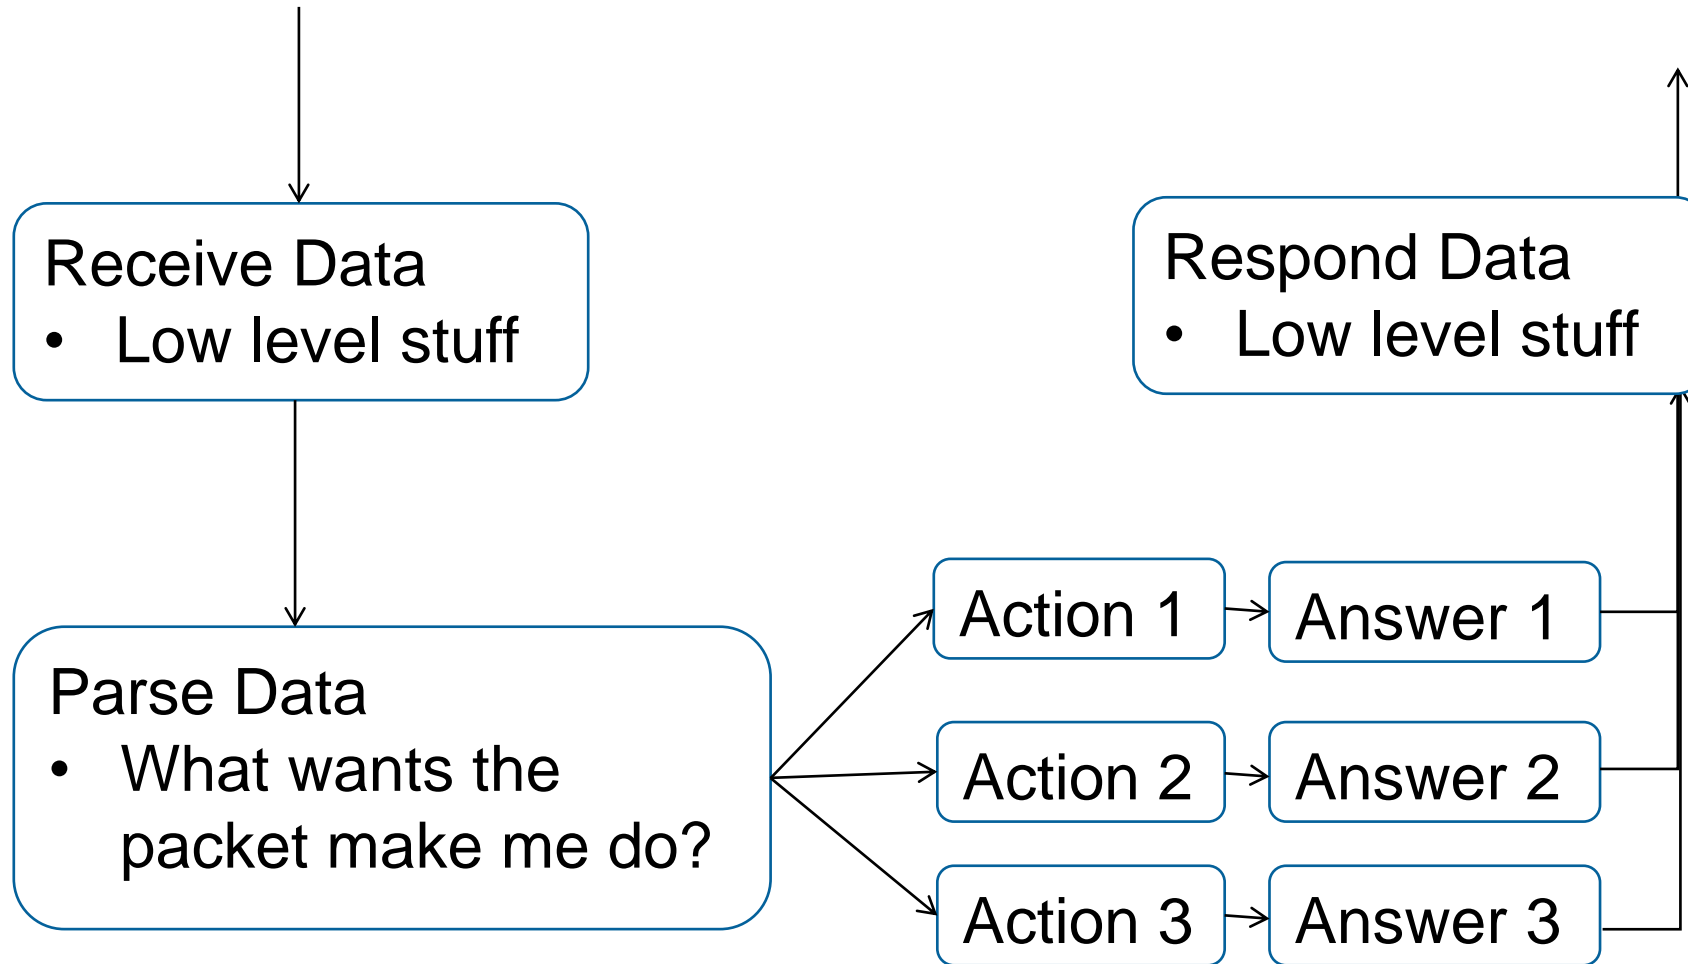 Receive Data
• Low level stuff
Respond Data
• Low level stuff
Parse Data
• What wants the
packet make me do?
Action 1
Answer 1
Action 2
Answer 2
Action 3
Answer 3